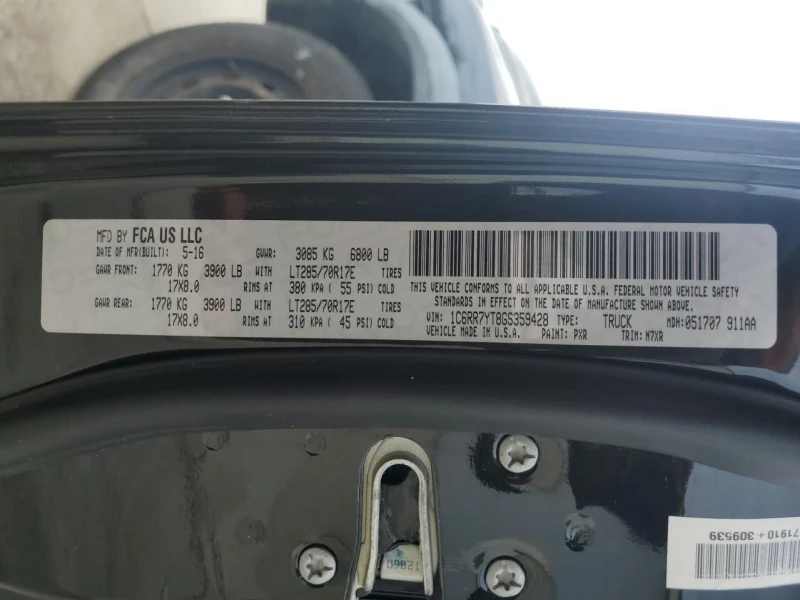 MFD BY FCA US LLC
DATE OF MFR(BUILT): 5-16 GVWR: 3085 KG 6800 LB
GAWR FRONT: 1770 KG 3900 LB WITH LT285/70R17E TIRES
17X8.0 RIMS AT 380 KPA ( 55 PSI) COLD
GAWR REAR: 1770 KG 3900 LB WITH LT285/70R17E TIRES
17X8.0 RIMS AT 310 KPA ( 45 PSI) COLD
THIS VEHICLE CONFORMS TO ALL APPLICABLE U.S.A. FEDERAL MOTOR VEHICLE SAFETY
STANDARDS IN EFFECT ON THE DATE OF MANUFACTURE SHOWN ABOVE.
VIN: 1C6RR7YT8GS359428 TYPE: TRUCK MDH: 051707 911AA
VEHICLE MADE IN U.S.A. PAINT: PXR TRIM: N7XR
71910+309539
12060